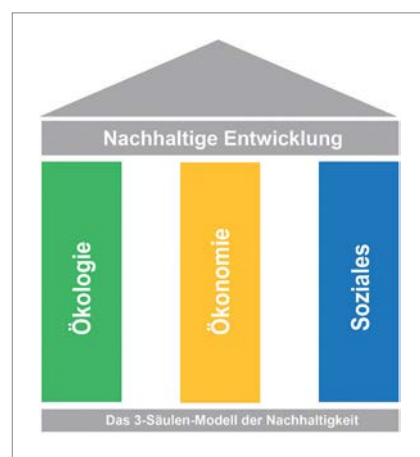 Nachhaltige Entwicklung
Ökologie
Ökonomie
Soziales
Das 3-Säulen-Modell der Nachhaltigkeit